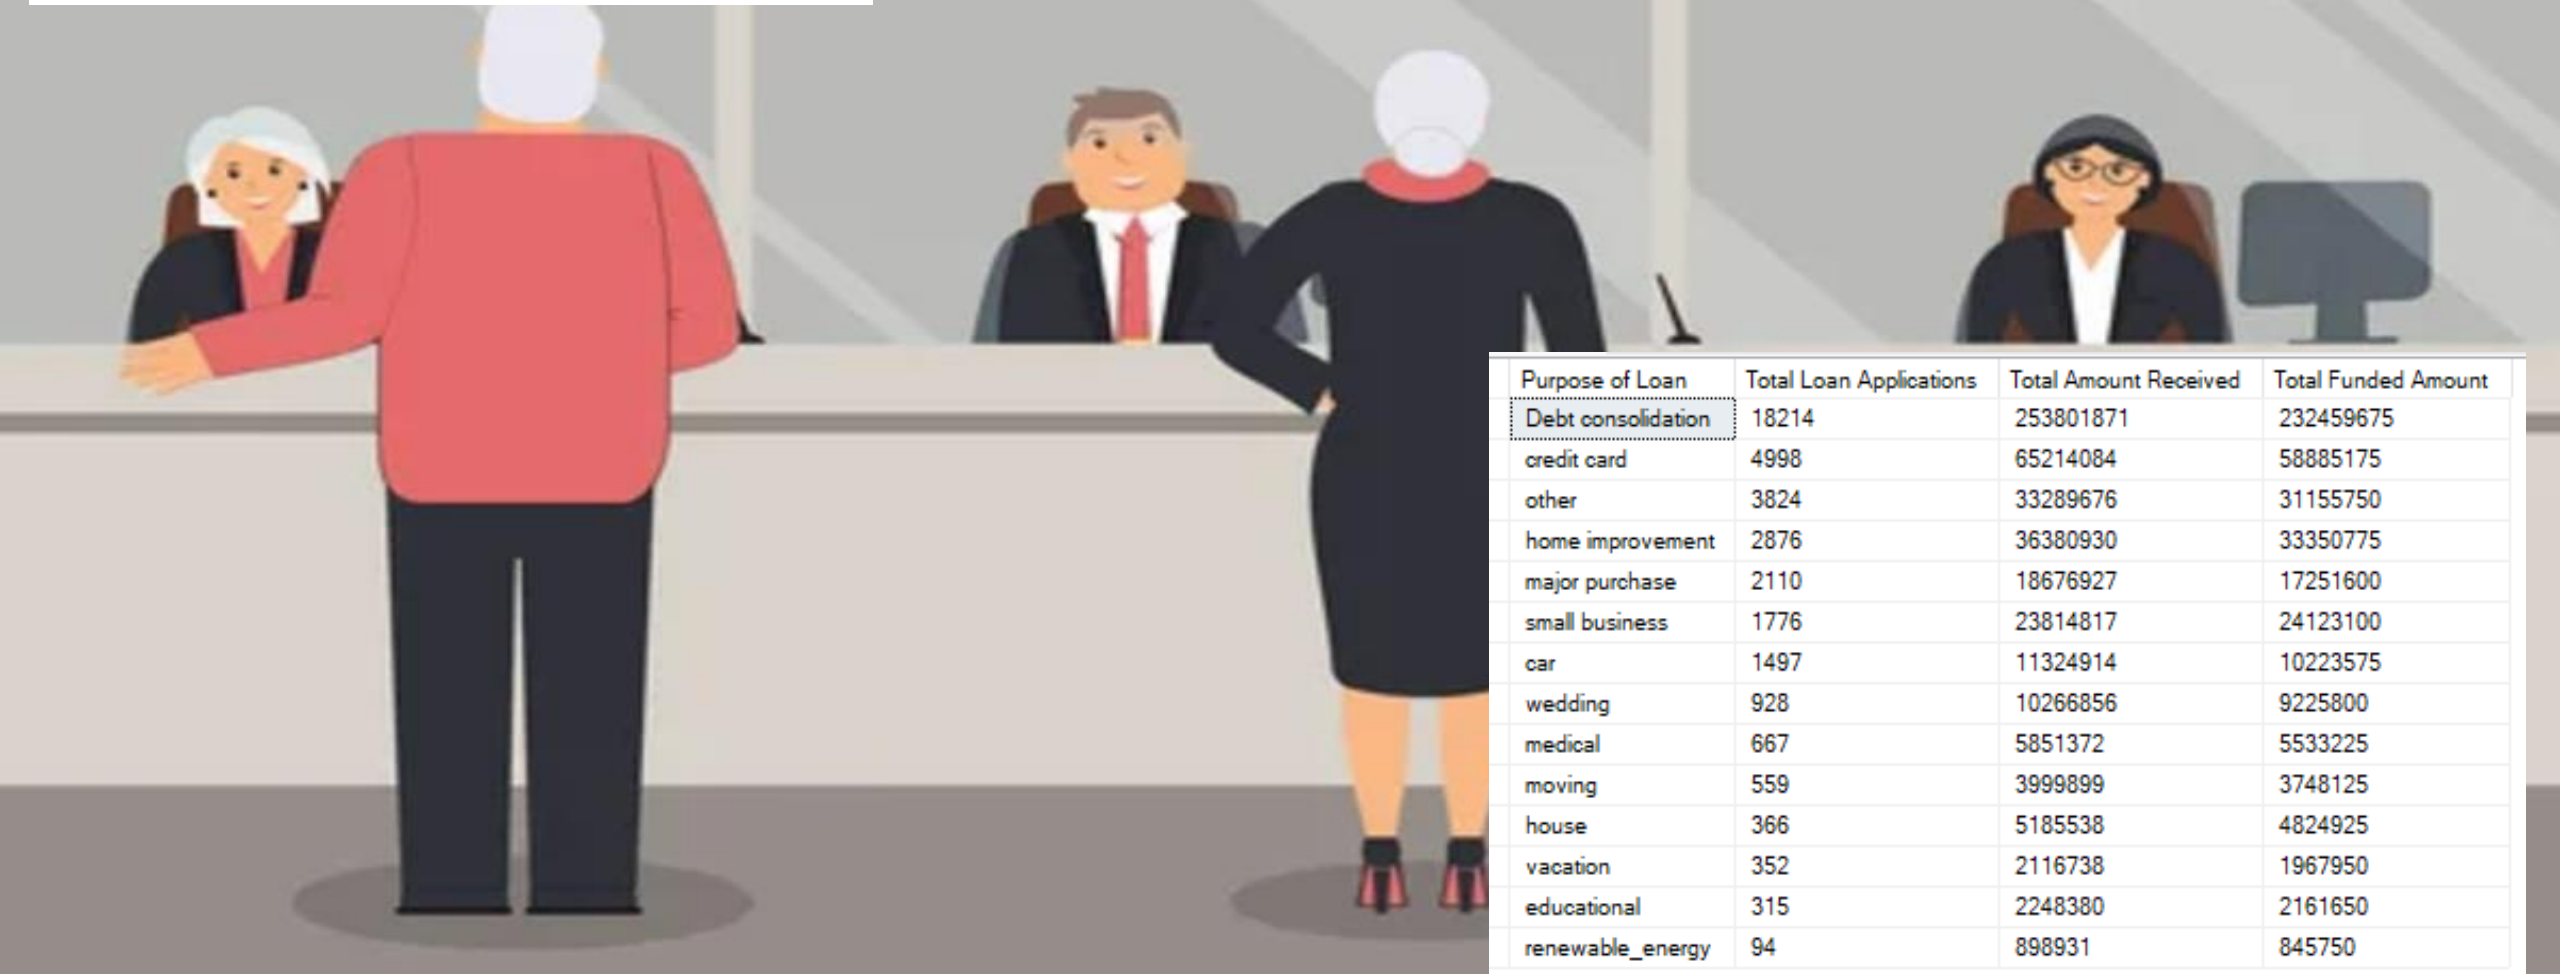 Purpose of Loan Total Loan Applications Total Amount Received Total Funded Amount
Debt consolidation 18214 253801871 232459675
credit card 4998 65214084 58885175
other 3824 33289676 31155750
home improvement 2876 36380930 33350775
major purchase 2110 18676927 17251600
small business 1776 23814817 24123100
car 1497 11324914 10223575
wedding 928 10266856 9225800
medical 667 5851372 5533225
moving 559 3999899 3748125
house 366 5185538 4824925
vacation 352 2116738 1967950
educational 315 2248380 2161650
renewable_energy 94 898931 845750